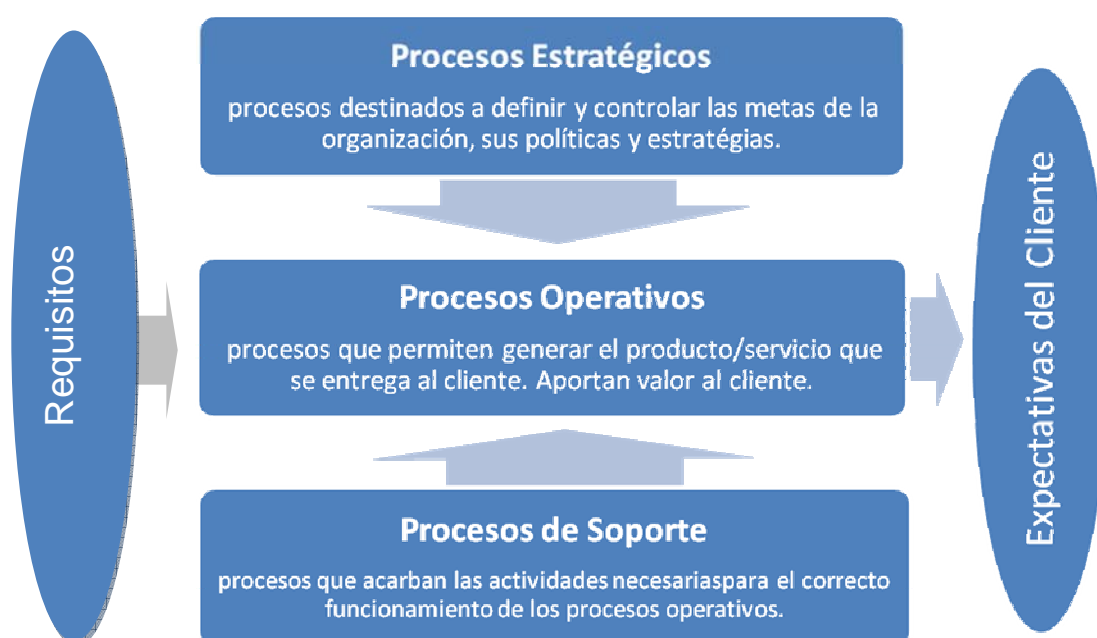 Requisitos
Procesos Estratégicos
procesos destinados a definir y controlar las metas de la
organización, sus políticas y estratégias.
Procesos Operativos
procesos que permiten generar el producto/servicio que
se entrega al cliente. Aportan valor al cliente.
Procesos de Soporte
procesos que acarban las actividades necesariaspara el correcto
funcionamiento de los procesos operativos.
Expectativas del Cliente